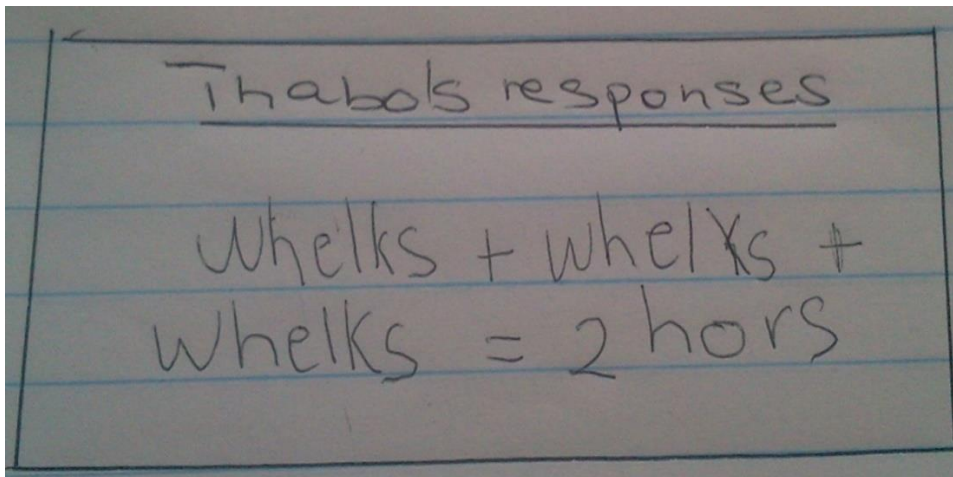 Thabo's responses
Whelks + whelks +
Whelks = 2 hors